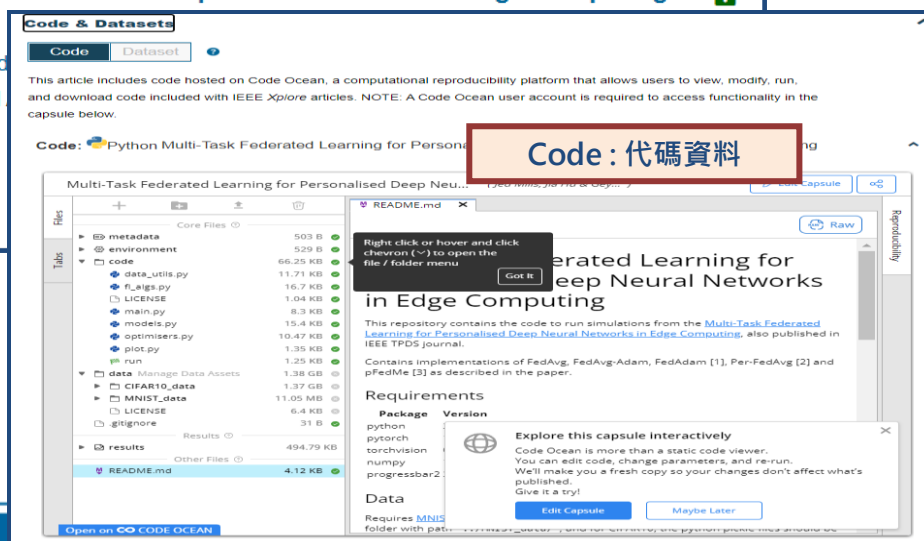 Code & Datasets
Code Dataset
This article includes code hosted on Code Ocean, a computational reproducibility platform that allows users to view, modify, run,
and download code included with IEEE Xplore articles. NOTE: A Code Ocean user account is required to access functionality in the
capsule below.
Code: Python Multi-Task Federated Learning for Persona
Code : 代碼資料
Multi-Task Federated Learning for Personalised Deep Neu...
Edit Capsule
Files
Tabs
Reproducibility
Core Files
metadata 503 B
environment 529 B
code 66.25 KB
data_utils.py 11.71 KB
fl_algs.py 16.7 KB
LICENSE 1.04 KB
main.py 8.3 KB
models.py 15.4 KB
optimisers.py 10.47 KB
plot.py 1.35 KB
run 1.25 KB
data Manage Data Assets 1.38 GB
CIFAR10_data 1.37 GB
MNIST_data 11.05 MB
LICENSE 6.4 KB
.gitignore 31 B
Results
results 494.79 KB
Other Files
README.md 4.12 KB
Open on CODE OCEAN
README.md
Raw
Right click or hover and click
chevron ( ) to open the
file / folder menu
Got It
erated Learning for
eep Neural Networks
in Edge Computing
This repository contains the code to run simulations from the Multi-Task Federated
Learning for Personalised Deep Neural Networks in Edge Computing, also published in
IEEE TPDS journal.
Contains implementations of FedAvg, FedAvg-Adam, FedAdam [1], Per-FedAvg [2] and
pFedMe [3] as described in the paper.
Requirements
Package Version
python
pytorch
torchvision
numpy
progressbar2
Data
Requires MNIS
folder with path
Explore this capsule interactively
Code Ocean is more than a static code viewer.
You can edit code, change parameters, and re-run.
We'll make you a fresh copy so your changes don't affect what's
published.
Give it a try!
Edit Capsule Maybe Later